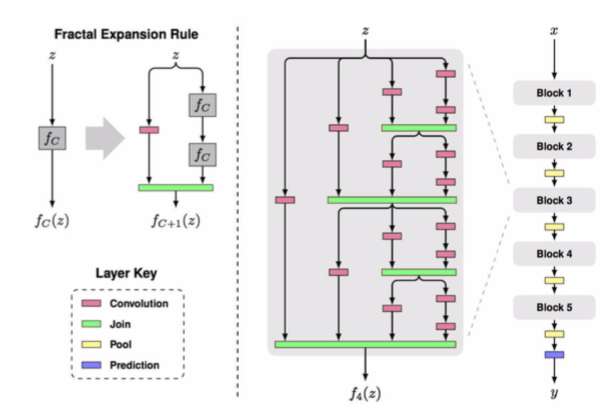 Fractal Expansion Rule
z
f_C
f_C(z)
z
f_C
f_C
f_{C+1}(z)
Layer Key
Convolution
Join
Pool
Prediction
z
f_4(z)
x
Block 1
Block 2
Block 3
Block 4
Block 5
y